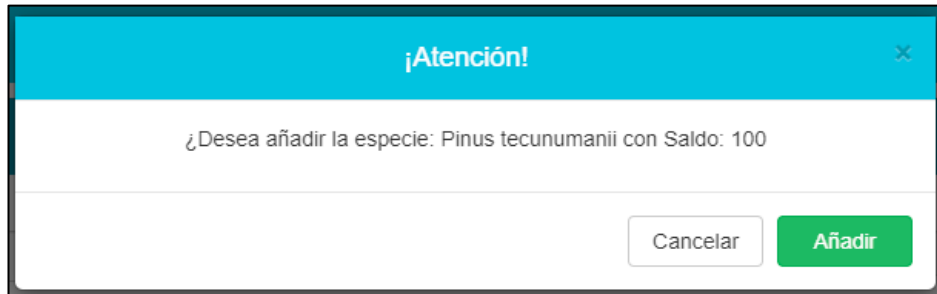 ¡Atención!
×
¿Desea añadir la especie: Pinus tecunumanii con Saldo: 100
Cancelar
Añadir